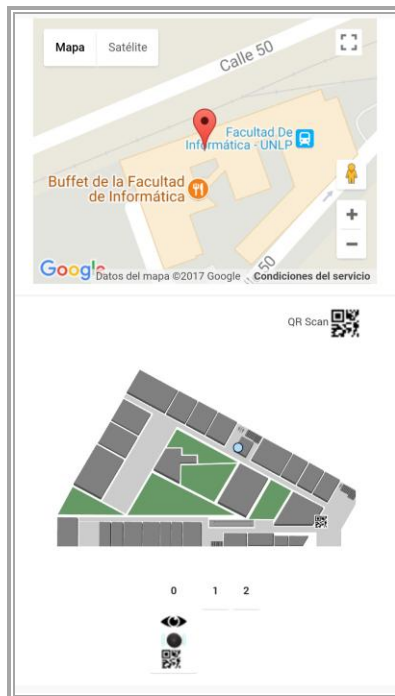 Mapa Satélite
Calle 50
Facultad De
Informática - UNLP
Buffet de la Facultad
de Informática
50
Google Datos del mapa ©2017 Google Condiciones del servicio
QR Scan
0 1 2